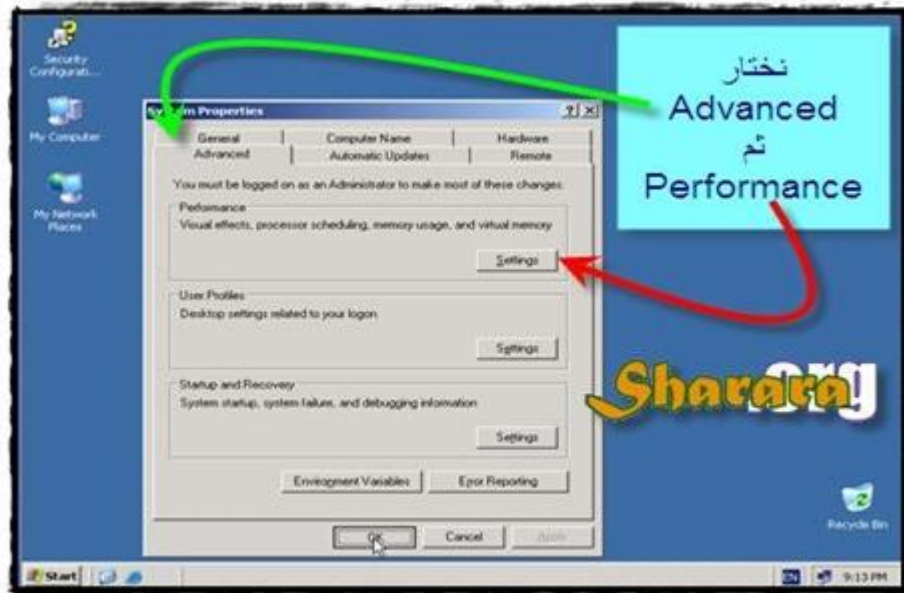 Security
Configurati...
My Computer
My Network
Places
System Properties
? X
General
Computer Name
Hardware
Advanced
Automatic Updates
Remote
You must be logged on as an Administrator to make most of these changes.
Performance
Visual effects, processor scheduling, memory usage, and virtual memory
Settings
User Profiles
Desktop settings related to your logon
Settings
Startup and Recovery
System startup, system failure, and debugging information
Settings
Environment Variables
Error Reporting
OK
Cancel
Apply
نختار
Advanced
ثم
Performance
Sharara.org
Recycle Bin
Start
EN
9:13 PM